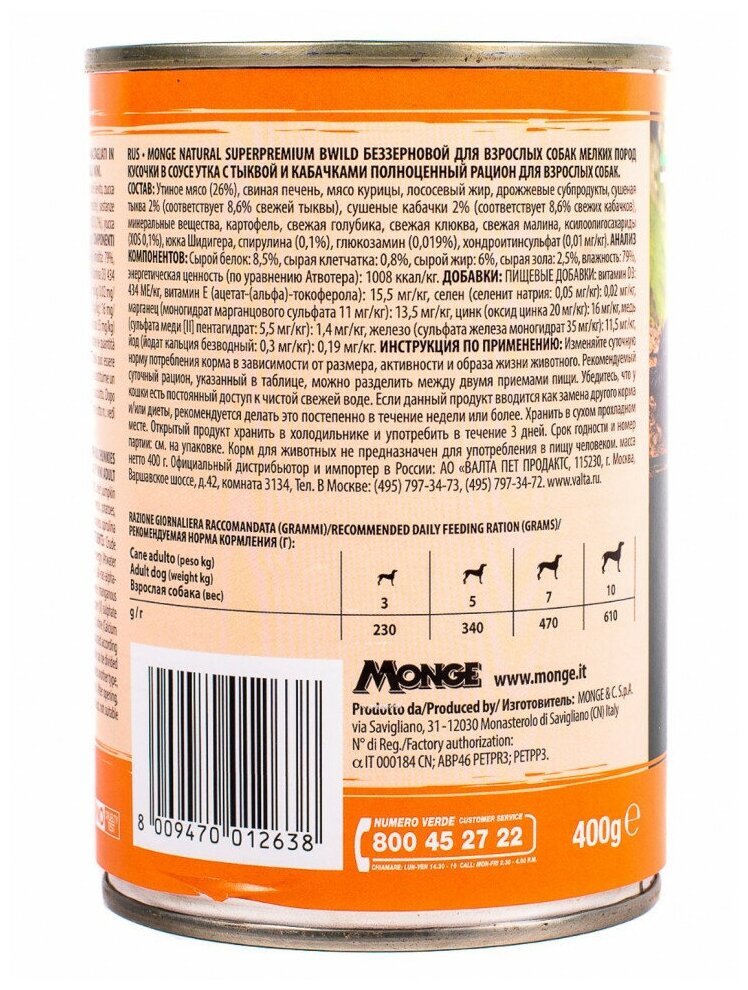 RUS • MONGE NATURAL SUPERPREMIUM BWILD БЕЗЗЕРНОВОЙ ДЛЯ ВЗРОСЛЫХ СОБАК МЕЛКИХ ПОРОД
КУСОЧКИ В СОУСЕ УТКА С ТЫКВОЙ И КАБАЧКАМИ ПОЛНОЦЕННЫЙ РАЦИОН ДЛЯ ВЗРОСЛЫХ СОБАК.
СОСТАВ: Утиное мясо (26%), свиная печень, мясо курицы, лососевый жир, дрожжевые субпродукты, сушеная
тыква 2% (соответствует 8,6% свежей тыквы), сушеные кабачки 2% (соответствует 8,6% свежих кабачков),
минеральные вещества, картофель, свежая голубика, свежая клюква, свежая малина, ксилоолигосахариды
(XOS 0,1%), юкка Шидигера, спирулина (0,1%), глюкозамин (0,019%), хондроитинсульфат (0,01 мг/кг). АНАЛИЗ
КОМПОНЕНТОВ: Сырой белок: 8,5%, сырая клетчатка: 0,8%, сырой жир: 6%, сырая зола: 2,5%, влажность: 79%,
энергетическая ценность (по уравнению Атвотера): 1008 ккал/кг. ДОБАВКИ: ПИЩЕВЫЕ ДОБАВКИ: витамин D3:
434 МЕ/кг, витамин Е (ацетат-(альфа)-токоферола): 15,5 мг/кг, селен (селенит натрия: 0,05 мг/кг): 0,02 мг/кг,
марганец (моногидрат марганцового сульфата 11 мг/кг): 13,5 мг/кг, цинк (оксид цинка 20 мг/кг): 16 мг/кг, медь
(сульфата меди [II] пентагидрат: 5,5 мг/кг): 1,4 мг/кг, железо (сульфата железа моногидрат 35 мг/кг): 11,5 мг/кг,
йод (йодат кальция безводный: 0,3 мг/кг): 0,19 мг/кг. ИНСТРУКЦИЯ ПО ПРИМЕНЕНИЮ: Изменяйте суточную
норму потребления корма в зависимости от размера, активности и образа жизни животного. Рекомендуемый
суточный рацион, указанный в таблице, можно разделить между двумя приемами пищи. Убедитесь, что у
кошки есть постоянный доступ к чистой свежей воде. Если данный продукт вводится как замена другого корма
и/или диеты, рекомендуется делать это постепенно в течение недели или более. Хранить в сухом прохладном
месте. Открытый продукт хранить в холодильнике и употребить в течение 3 дней. Срок годности и номер
партии: см. на упаковке. Корм для животных не предназначен для употребления в пищу человеком. масса
нетто 400 г. Официальный дистрибьютор и импортер в России: АО «ВАЛТА ПЕТ ПРОДАКТС, 115230, г. Москва,
Варшавское шоссе, д.42, комната 3134, Тел. В Москве: (495) 797-34-73, (495) 797-34-72. www.valta.ru.
RAZIONE GIORNALIERA RACCOMANDATA (GRAMMI)/RECOMMENDED DAILY FEEDING RATION (GRAMS)/
РЕКОМЕНДУЕМАЯ НОРМА КОРМЛЕНИЯ (Г):
Cane adulto (peso kg)
Adult dog (weight kg)
Взрослая собака (вес)
3 5 7 10
g / г 230 340 470 610
MONGE www.monge.it
Prodotto da/Produced by/ Изготовитель: MONGE & C. S.p.A.
via Savigliano, 31 - 12030 Monasterolo di Savigliano (CN) Italy
N° di Reg./Factory authorization:
α IT 000184 CN; ABP46 PETPR3; PETPP3.
8 009470 012638
NUMERO VERDE CUSTOMER SERVICE
800 45 27 22
400g e